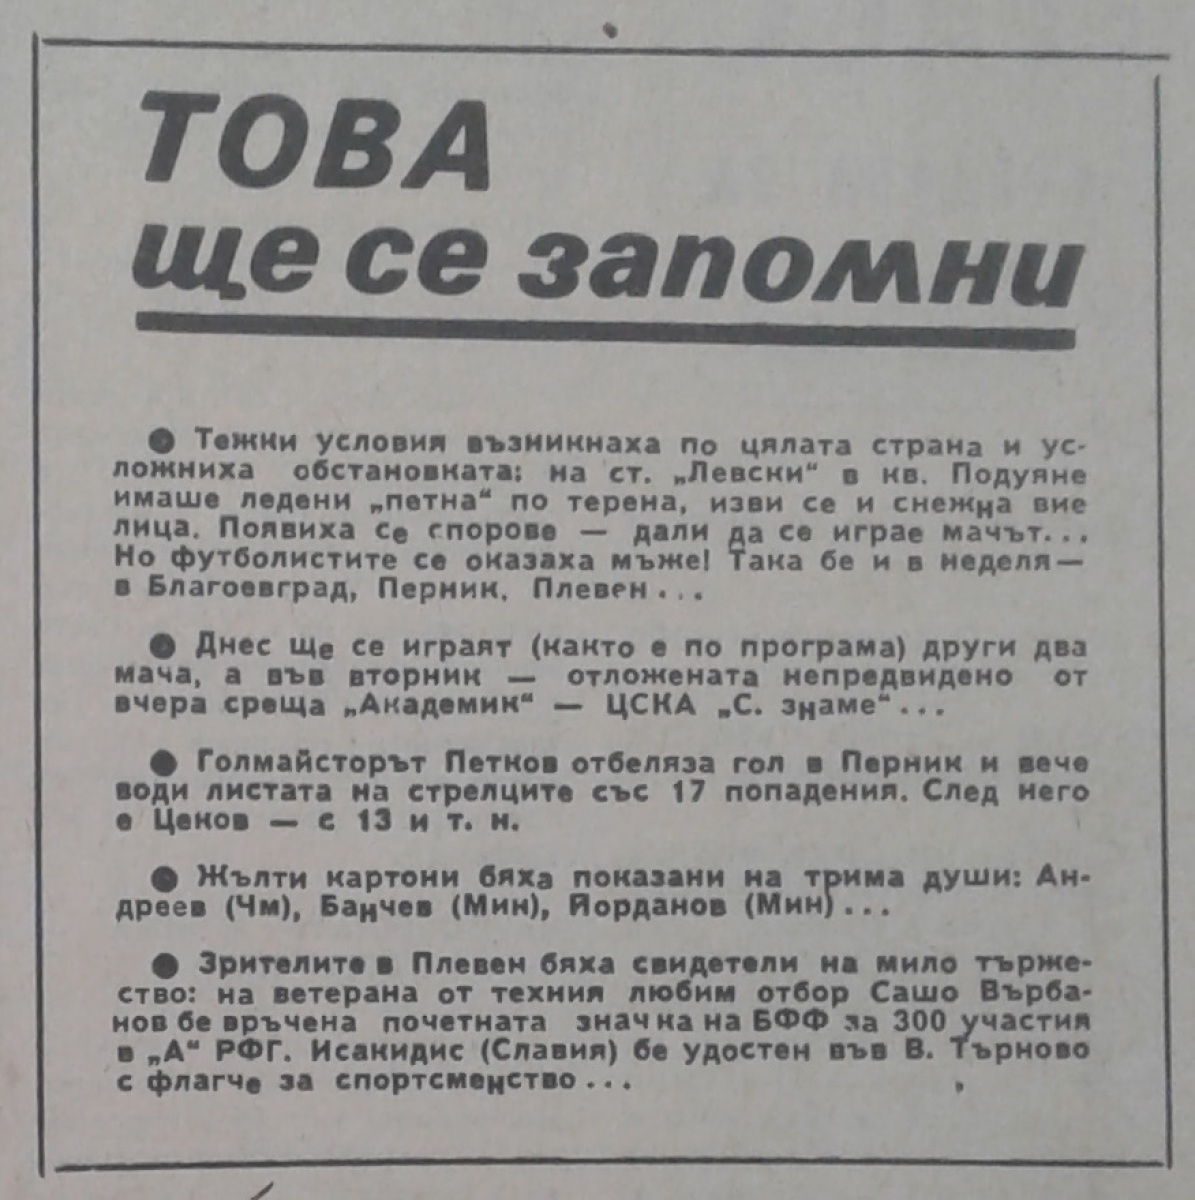 ТОВА
ще се запомни
● Тежки условия възникнаха по цялата страна и ус-
ложниха обстановката: на ст. „Левски“ в кв. Подуяне
имаше ледени „петна“ по терена, изви се и снежна вие
лица. Появиха се спорове — дали да се играе мачът...
Но футболистите се оказаха мъже! Така бе и в неделя—
в Благоевград, Перник, Плевен...
● Днес ще се играят (както е по програма) други два
мача, а във вторник — отложената непредвидено от
вчера среща „Академик“ — ЦСКА „С. знаме“...
● Голмайсторът Петков отбеляза гол в Перник и вече
води листата на стрелците със 17 попадения. След него
е Цеков — с 13 и т. н.
● Жълти картони бяха показани на трима души: Ан-
дреев (Чм), Банчев (Мин), Йорданов (Мин)...
● Зрителите в Плевен бяха свидетели на мило търже-
ство: на ветерана от техния любим отбор Сашо Върба-
нов бе връчена почетната значка на БФФ за 300 участия
в „А“ РФГ. Исакидис (Славия) бе удостен във В. Търново
с флагче за спортсменство...